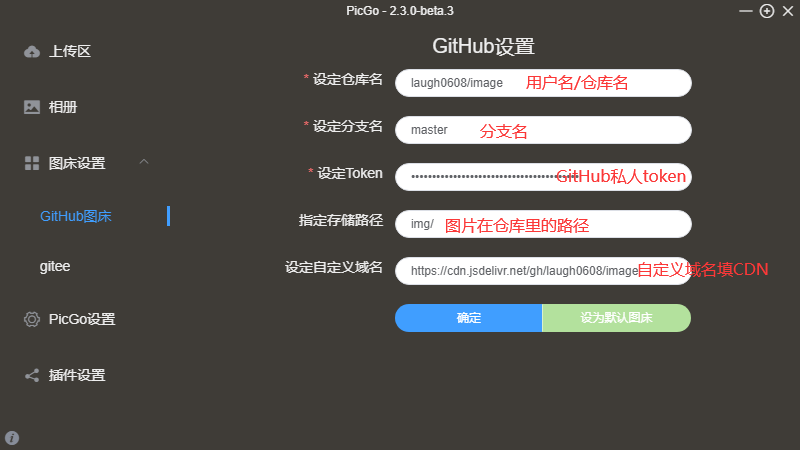 PicGo - 2.3.0-beta.3
上传区
相册
图床设置
GitHub图床
gitee
PicGo设置
插件设置
GitHub设置
* 设定仓库名 laugh0608/image 用户名/仓库名
* 设定分支名 master 分支名
* 设定Token GitHub私人token
指定存储路径 img/ 图片在仓库里的路径
设定自定义域名 https://cdn.jsdelivr.net/gh/laugh0608/image 自定义域名填CDN
确定 设为默认图床